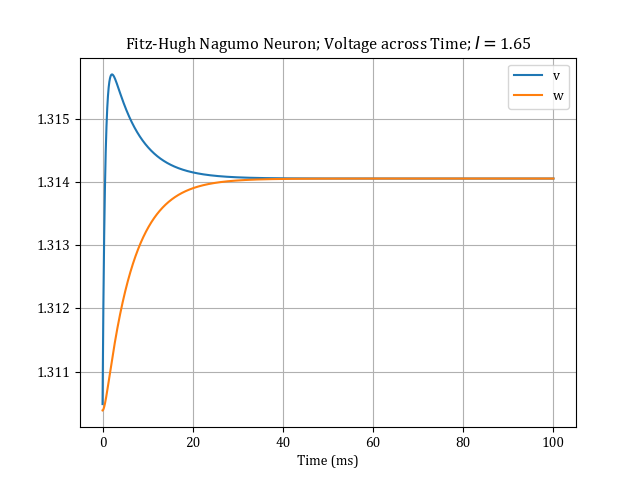 Fitz-Hugh Nagumo Neuron; Voltage across Time; I = 1.65
v
w
1.315
1.314
1.313
1.312
1.311
0 20 40 60 80 100
Time (ms)